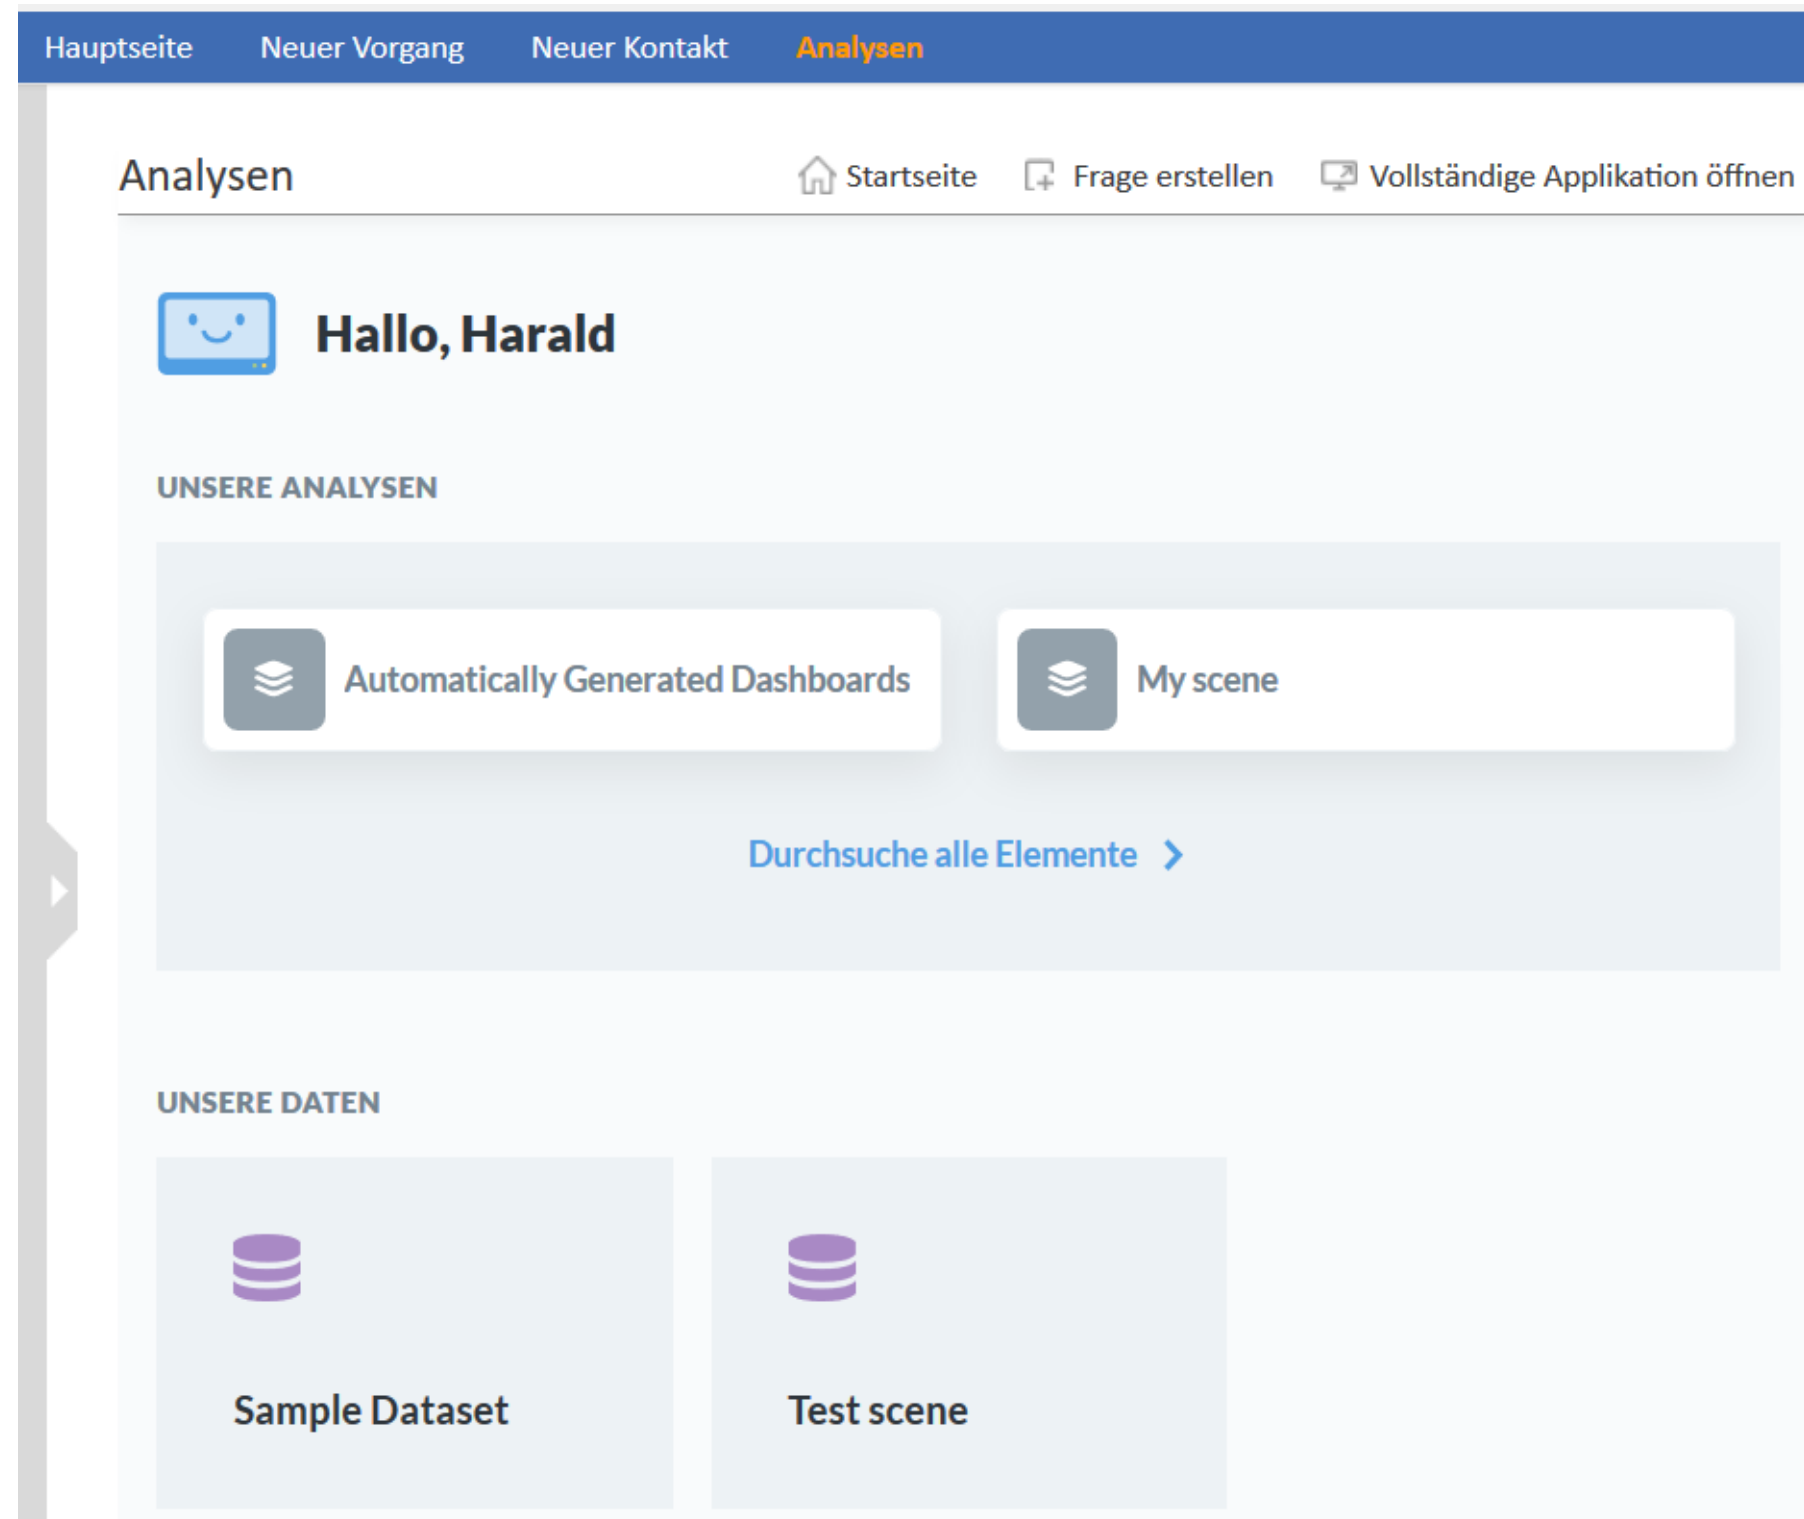 Hauptseite Neuer Vorgang Neuer Kontakt Analysen
Analysen Startseite Frage erstellen Vollständige Applikation öffnen
Hallo, Harald
UNSERE ANALYSEN
Automatically Generated Dashboards My scene
Durchsuche alle Elemente
UNSERE DATEN
Sample Dataset Test scene